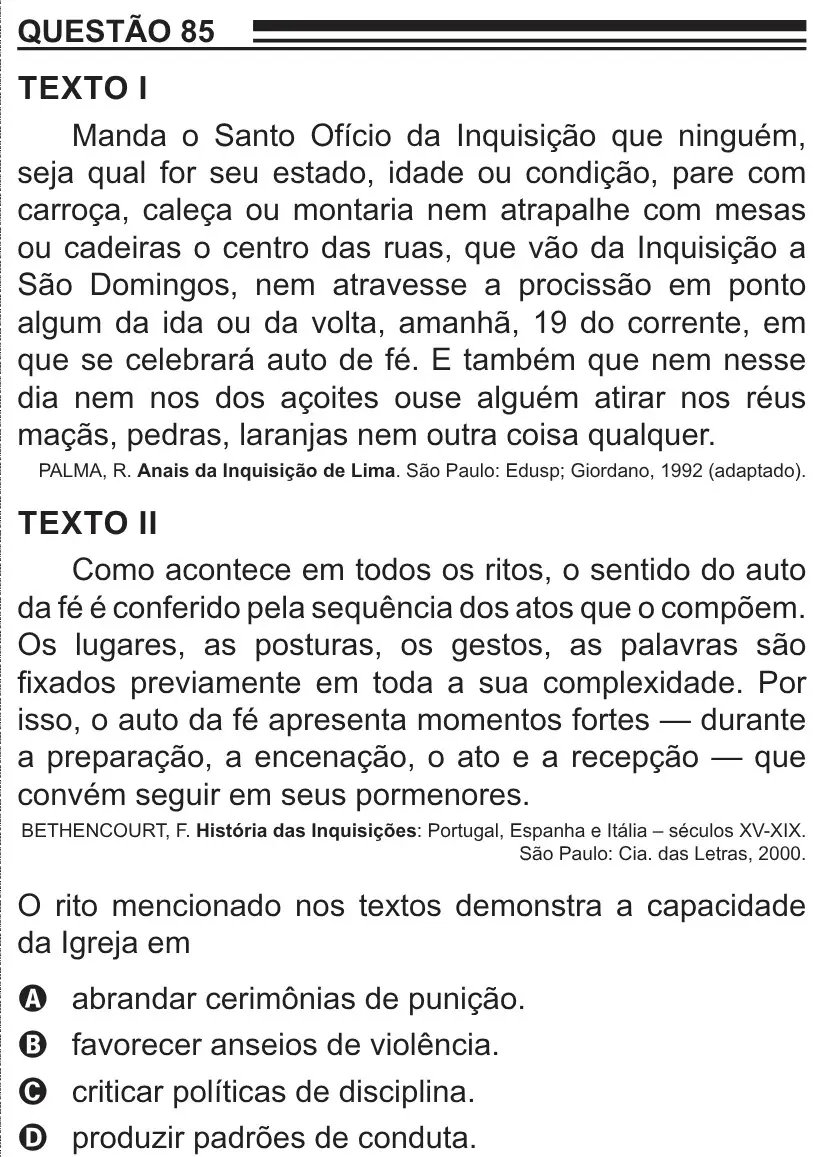 QUESTÃO 85
TEXTO I
Manda o Santo Ofício da Inquisição que ninguém,
seja qual for seu estado, idade ou condição, pare com
carroça, caleça ou montaria nem atrapalhe com mesas
ou cadeiras o centro das ruas, que vão da Inquisição a
São Domingos, nem atravesse a procissão em ponto
algum da ida ou da volta, amanhã, 19 do corrente, em
que se celebrará auto de fé. E também que nem nesse
dia nem nos dos açoites ouse alguém atirar nos réus
maçãs, pedras, laranjas nem outra coisa qualquer.
PALMA, R. Anais da Inquisição de Lima. São Paulo: Edusp; Giordano, 1992 (adaptado).
TEXTO II
Como acontece em todos os ritos, o sentido do auto
da fé é conferido pela sequência dos atos que o compõem.
Os lugares, as posturas, os gestos, as palavras são
fixados previamente em toda a sua complexidade. Por
isso, o auto da fé apresenta momentos fortes — durante
a preparação, a encenação, o ato e a recepção — que
convém seguir em seus pormenores.
BETHENCOURT, F. História das Inquisições: Portugal, Espanha e Itália – séculos XV-XIX.
São Paulo: Cia. das Letras, 2000.
O rito mencionado nos textos demonstra a capacidade
da Igreja em
A abrandar cerimônias de punição.
B favorecer anseios de violência.
C criticar políticas de disciplina.
D produzir padrões de conduta.